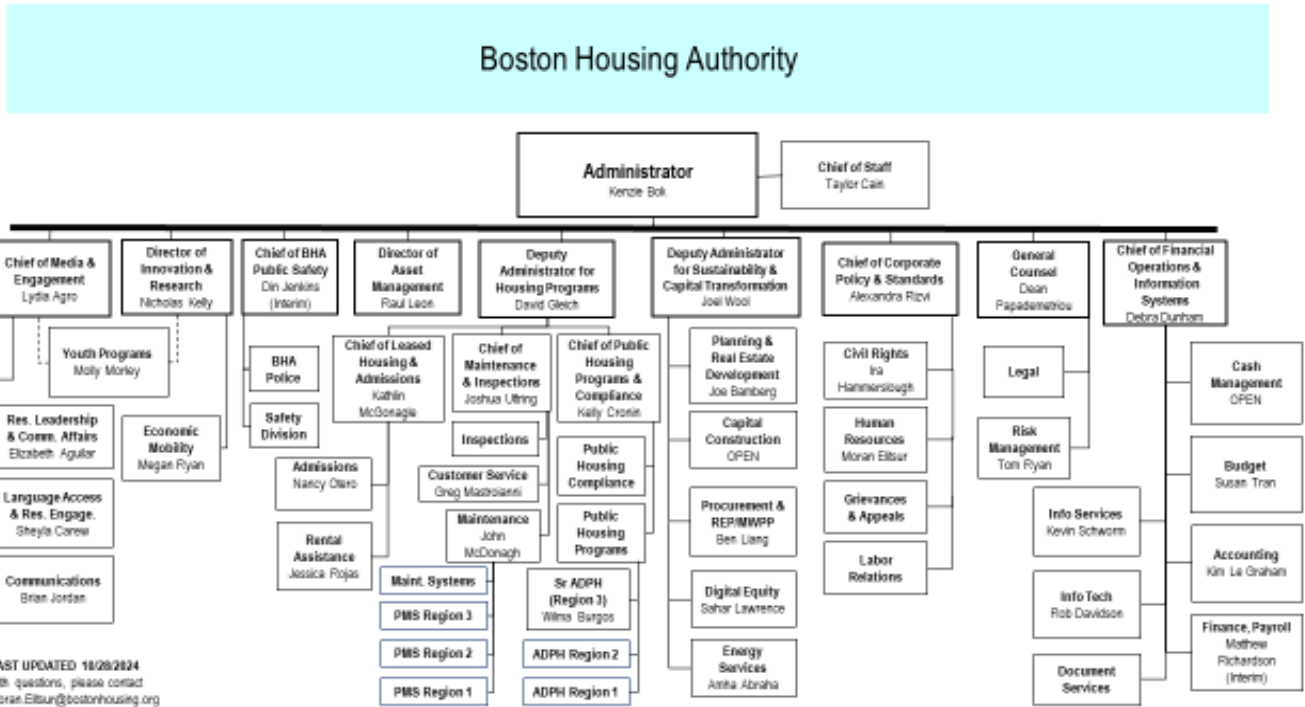 Boston Housing Authority
Administrator
Kenzie Bok
Chief of Staff
Taylor Cain
Chief of Media &
Engagement
Lydia Agro
Director of
Innovation &
Research
Nicholas Kelly
Chief of BHA
Public Safety
Din Jenkins
(Interim)
Director of
Asset
Management
Raul Leon
Deputy
Administrator for
Housing Programs
David Gleich
Deputy Administrator
for Sustainability &
Capital Transformation
Joel Wool
Chief of Corporate
Policy & Standards
Alexandra Rizvi
General
Counsel
Dean
Papademetriou
Chief of Financial
Operations &
Information
Systems
Debra Dunham
Youth Programs
Molly Morley
Res. Leadership
& Comm. Affairs
Elizabeth Aguilar
Language Access
& Res. Engage.
Sheyla Carew
Communications
Brian Jordan
Economic
Mobility
Megan Ryan
BHA
Police
Safety
Division
Chief of Leased
Housing &
Admissions
Kathlin
McGonagle
Admissions
Nancy Otero
Rental
Assistance
Jessica Rojas
Chief of
Maintenance
& Inspections
Joshua Uttring
Inspections
Customer Service
Greg Mastroianni
Maintenance
John
McDonagh
Maint. Systems
PMS Region 3
PMS Region 2
PMS Region 1
Chief of Public
Housing
Programs &
Compliance
Kelly Cronin
Public
Housing
Compliance
Public
Housing
Programs
Sr ADPH
(Region 3)
Wilma Burgos
ADPH Region 2
ADPH Region 1
Planning &
Real Estate
Development
Joe Bamberg
Capital
Construction
OPEN
Procurement &
REP/MWPP
Ben Liang
Digital Equity
Sahar Lawrence
Energy
Services
Amha Abraha
Civil Rights
Ira
Hammerslough
Human
Resources
Moran Elitsur
Grievances
& Appeals
Labor
Relations
Legal
Risk
Management
Tom Ryan
Info Services
Kevin Schworm
Info Tech
Rob Davidson
Document
Services
Cash
Management
OPEN
Budget
Susan Tran
Accounting
Kim Le Graham
Finance, Payroll
Matthew
Richardson
(Interim)
AST UPDATED 10/28/2024
th questions, please contact
oran.Elitsur@bostonhousing.org